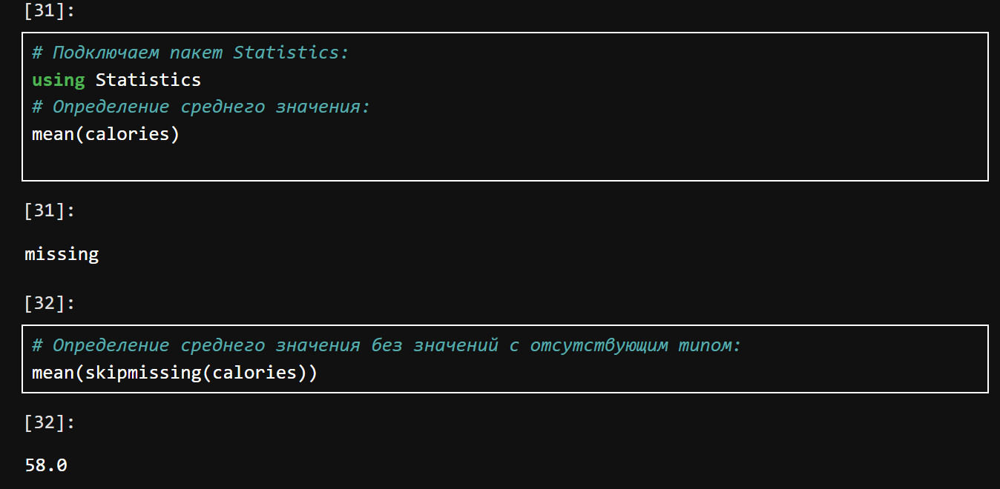 [31]:
# Подключаем пакет Statistics:
using Statistics
# Определение среднего значения:
mean(calories)
[31]:
missing
[32]:
# Определение среднего значения без значений с отсутствующим типом:
mean(skipmissing(calories))
[32]:
58.0